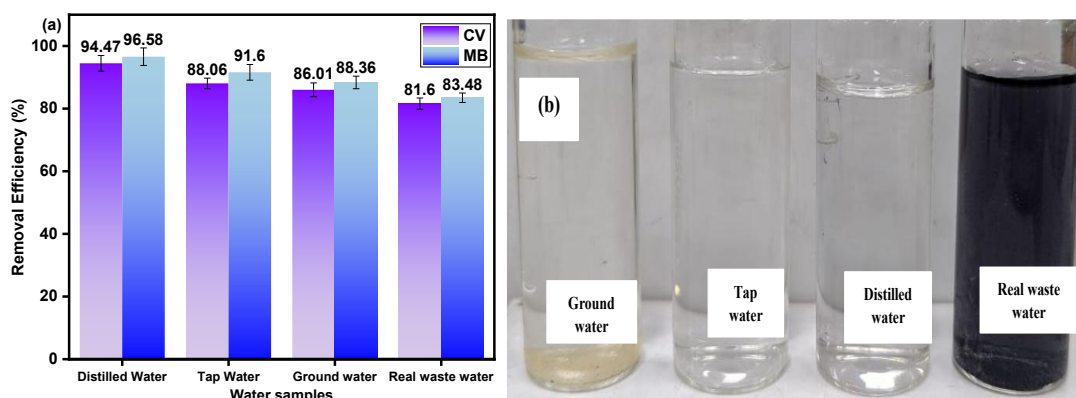 (a)
CV
MB
94.47
96.58
88.06
91.6
86.01
88.36
81.6
83.48
100
80
60
40
20
0
Removal Efficiency (%)
Distilled Water
Tap Water
Ground water
Real waste water
Water samples
(b)
Ground
water
Tap
water
Distilled
water
Real waste
water